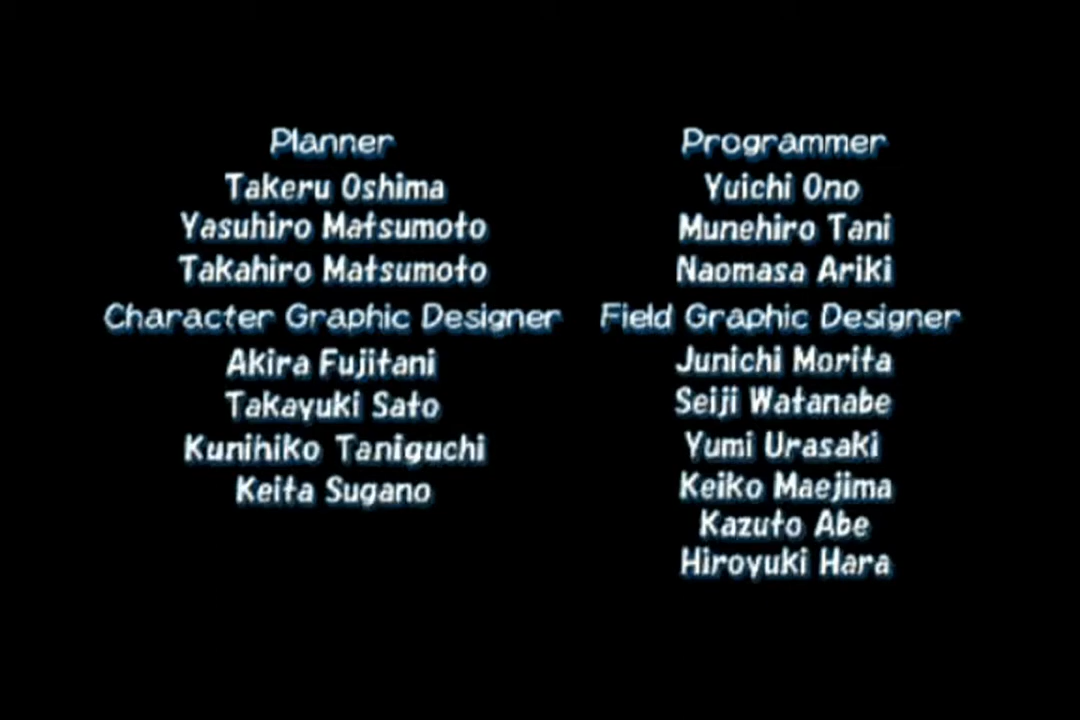 Planner
Takeru Oshima
Yasuhiro Matsumoto
Takahiro Matsumoto
Character Graphic Designer
Akira Fujitani
Takayuki Sato
Kunihiko Taniguchi
Keita Sugano
Programmer
Yuichi Ono
Munehiro Tani
Naomasa Ariki
Field Graphic Designer
Junichi Morita
Seiji Watanabe
Yumi Urasaki
Keiko Maejima
Kazuto Abe
Hiroyuki Hara